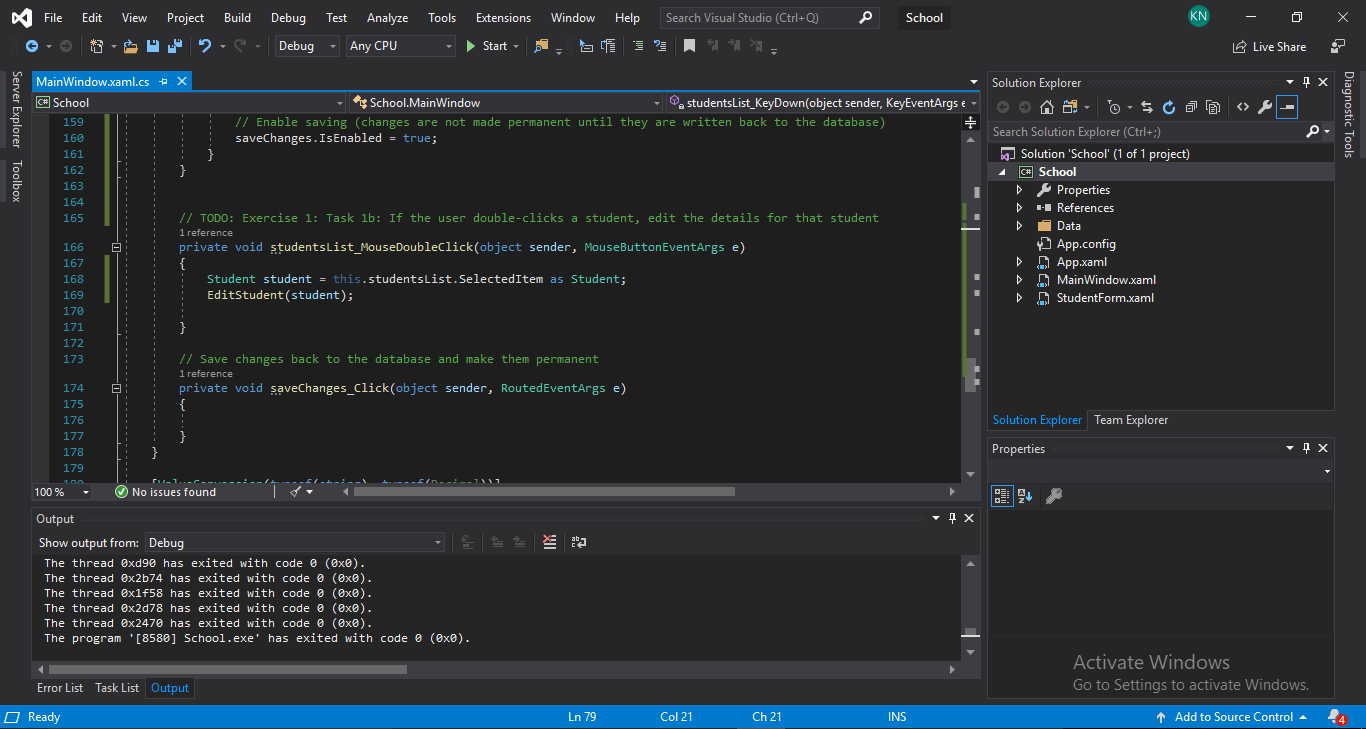 File Edit View Project Build Debug Test Analyze Tools Extensions Window Help Search Visual Studio (Ctrl+Q) School KN
Debug Any CPU Start Live Share
Server Explorer
Toolbox
MainWindow.xaml.cs
C# School School.MainWindow studentsList_KeyDown(object sender, KeyEventArgs e
159 // Enable saving (changes are not made permanent until they are written back to the database)
160 saveChanges.IsEnabled = true;
161 }
162 }
163
164
165 // TODO: Exercise 1: Task 1b: If the user double-clicks a student, edit the details for that student
1 reference
166 private void studentsList_MouseDoubleClick(object sender, MouseButtonEventArgs e)
167 {
168 Student student = this.studentsList.SelectedItem as Student;
169 EditStudent(student);
170
171 }
172
173 // Save changes back to the database and make them permanent
1 reference
174 private void saveChanges_Click(object sender, RoutedEventArgs e)
175 {
176
177 }
178 }
179
100 % No issues found
Output
Show output from: Debug
The thread 0xd90 has exited with code 0 (0x0).
The thread 0x2b74 has exited with code 0 (0x0).
The thread 0x1f58 has exited with code 0 (0x0).
The thread 0x2d78 has exited with code 0 (0x0).
The thread 0x2470 has exited with code 0 (0x0).
The program '[8580] School.exe' has exited with code 0 (0x0).
Error List Task List Output
Solution Explorer
Search Solution Explorer (Ctrl+;)
Solution 'School' (1 of 1 project)
C# School
Properties
References
Data
App.config
App.xaml
MainWindow.xaml
StudentForm.xaml
Solution Explorer Team Explorer
Properties
Diagnostic Tools
Activate Windows
Go to Settings to activate Windows.
Ready Ln 79 Col 21 Ch 21 INS Add to Source Control 4